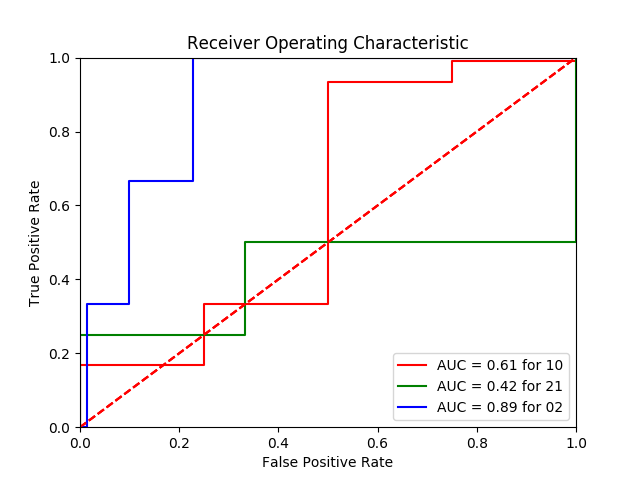 Receiver Operating Characteristic
True Positive Rate
1.0
0.8
0.6
0.4
0.2
0.0
0.0 0.2 0.4 0.6 0.8 1.0
False Positive Rate
AUC = 0.61 for 10
AUC = 0.42 for 21
AUC = 0.89 for 02